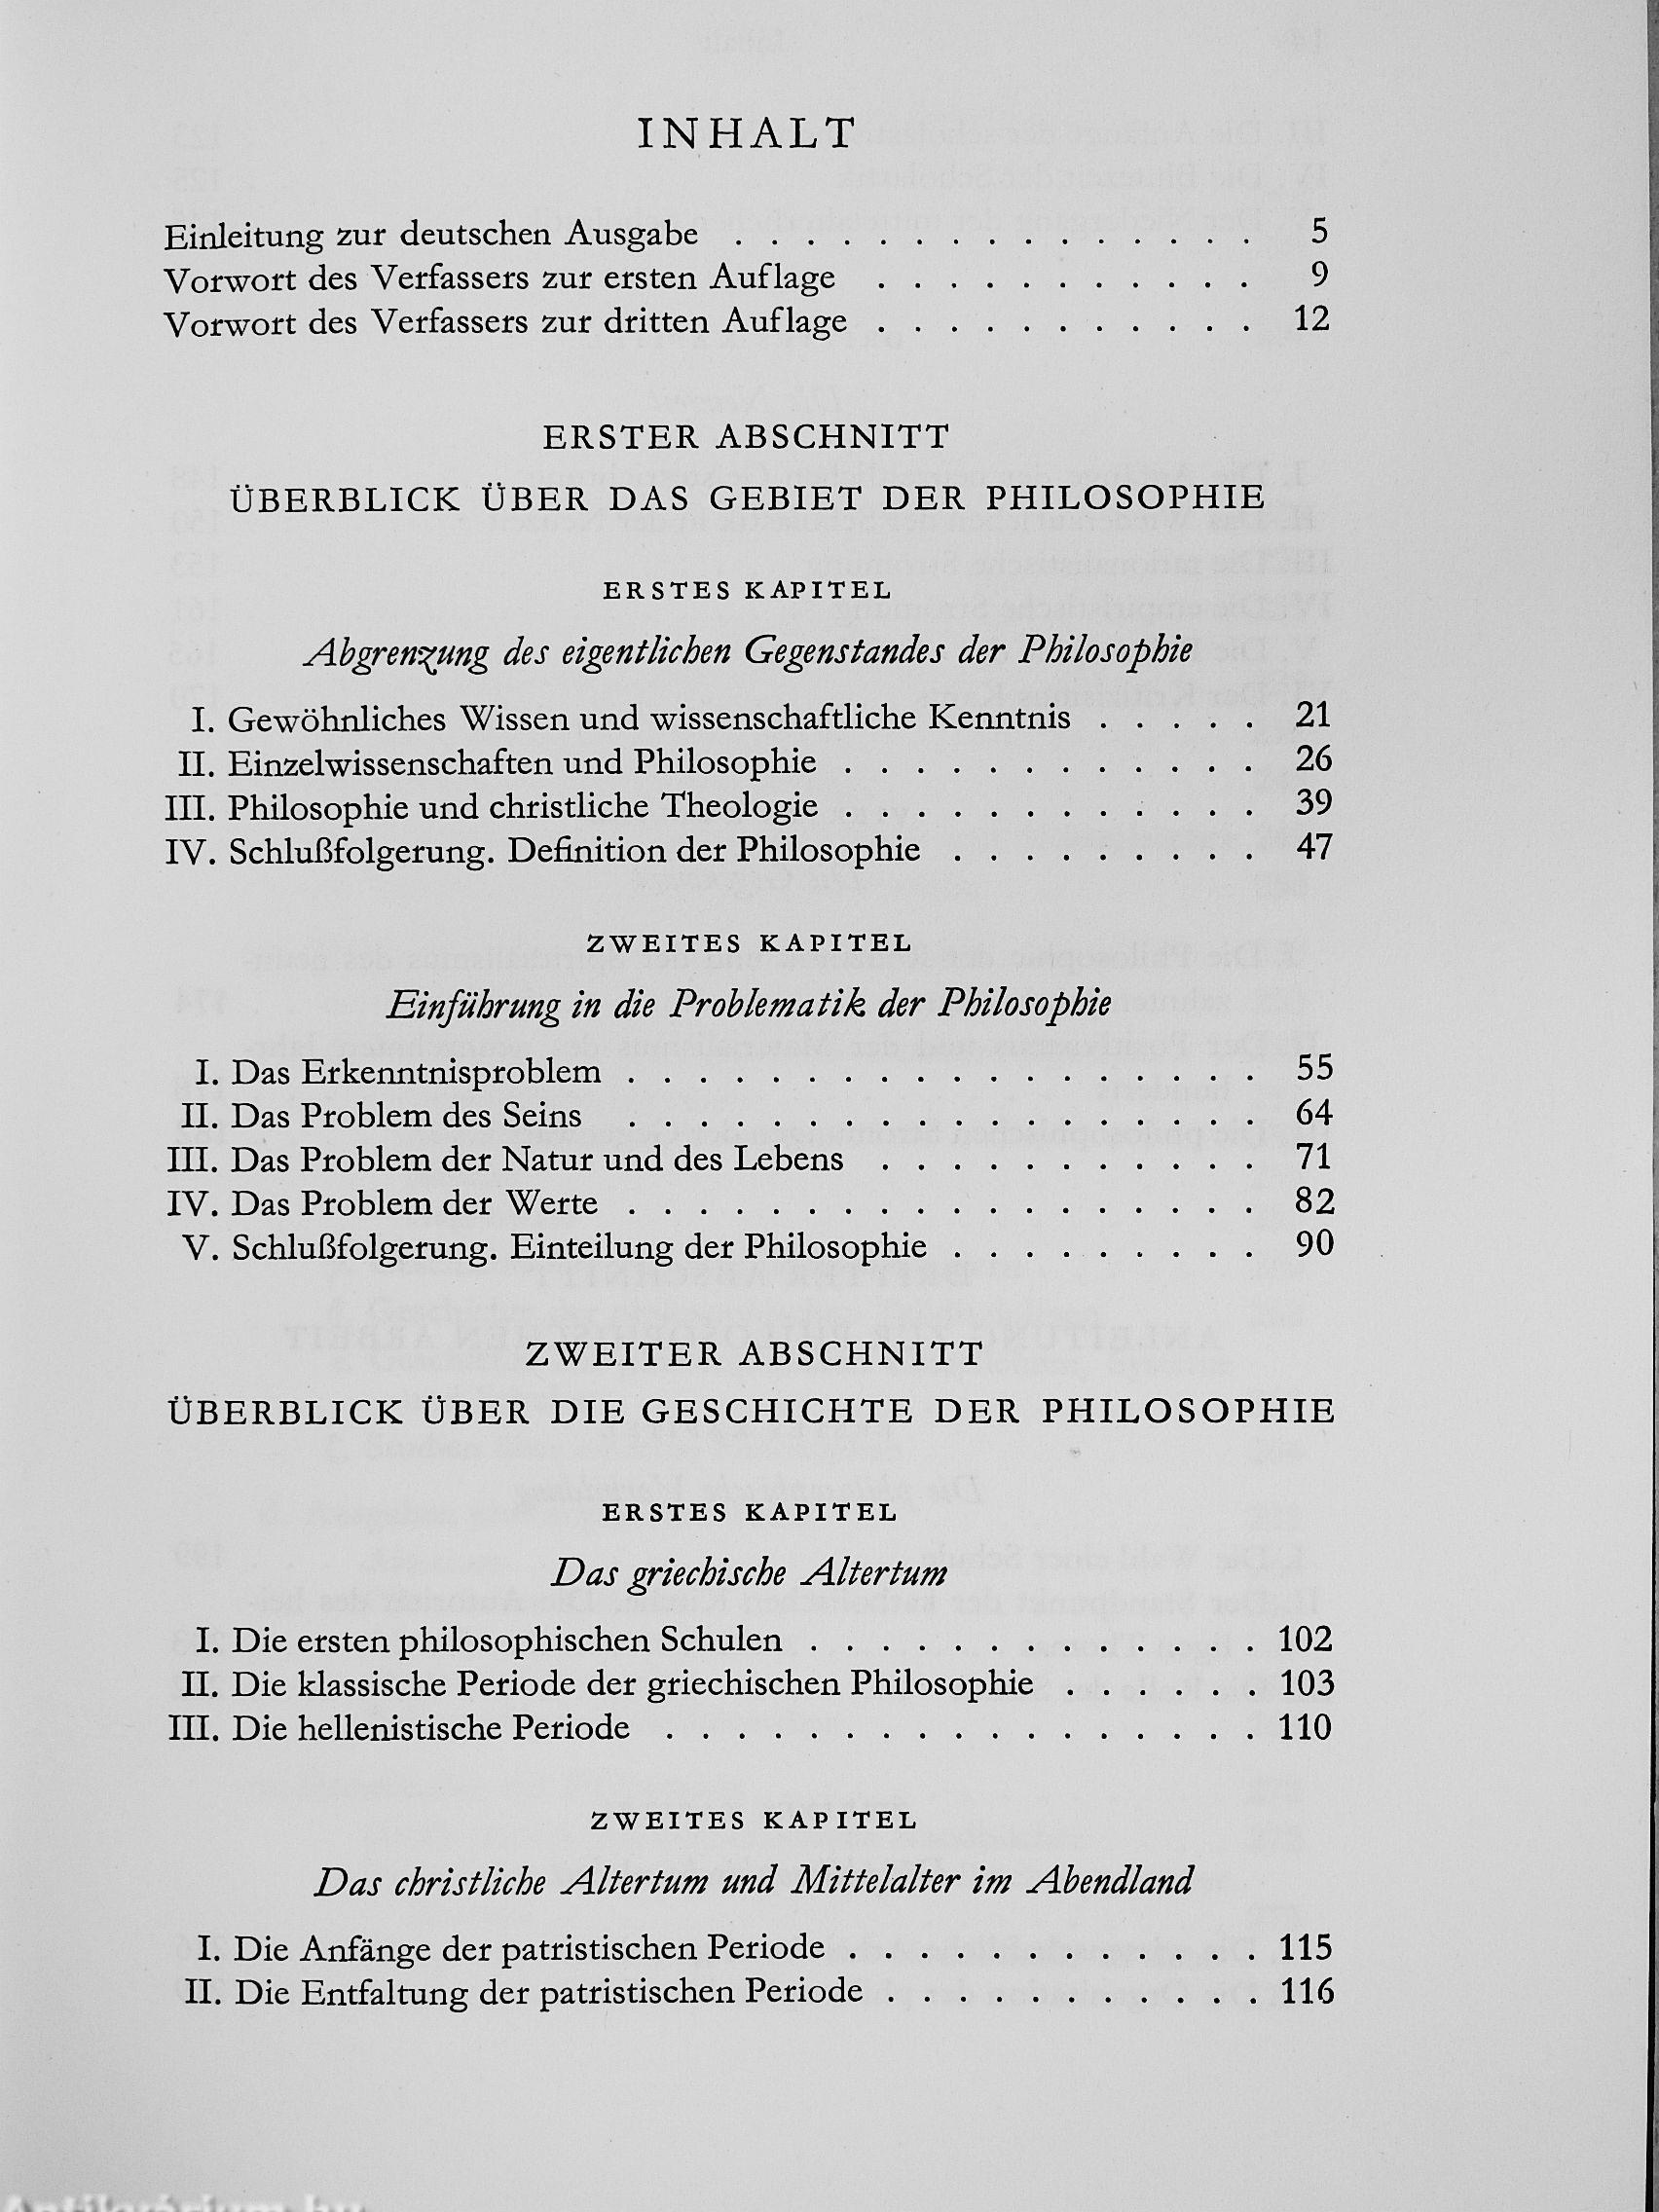 INHALT
Einleitung zur deutschen Ausgabe . . . . . . . . . . . . . . . 5
Vorwort des Verfassers zur ersten Auflage . . . . . . . . . . . 9
Vorwort des Verfassers zur dritten Auflage . . . . . . . . . . . 12
ERSTER ABSCHNITT
ÜBERBLICK ÜBER DAS GEBIET DER PHILOSOPHIE
ERSTES KAPITEL
Abgrenzung des eigentlichen Gegenstandes der Philosophie
I. Gewöhnliches Wissen und wissenschaftliche Kenntnis . . . . . 21
II. Einzelwissenschaften und Philosophie . . . . . . . . . . . . 26
III. Philosophie und christliche Theologie . . . . . . . . . . . . 39
IV. Schlußfolgerung. Definition der Philosophie . . . . . . . . . 47
ZWEITES KAPITEL
Einführung in die Problematik der Philosophie
I. Das Erkenntnisproblem . . . . . . . . . . . . . . . . . . 55
II. Das Problem des Seins . . . . . . . . . . . . . . . . . . 64
III. Das Problem der Natur und des Lebens . . . . . . . . . . . 71
IV. Das Problem der Werte . . . . . . . . . . . . . . . . . . 82
V. Schlußfolgerung. Einteilung der Philosophie . . . . . . . . . 90
ZWEITER ABSCHNITT
ÜBERBLICK ÜBER DIE GESCHICHTE DER PHILOSOPHIE
ERSTES KAPITEL
Das griechische Altertum
I. Die ersten philosophischen Schulen . . . . . . . . . . . . . 102
II. Die klassische Periode der griechischen Philosophie . . . . . . 103
III. Die hellenistische Periode . . . . . . . . . . . . . . . . . 110
ZWEITES KAPITEL
Das christliche Altertum und Mittelalter im Abendland
I. Die Anfänge der patristischen Periode . . . . . . . . . . . . 115
II. Die Entfaltung der patristischen Periode . . . . . . . . . . . 116